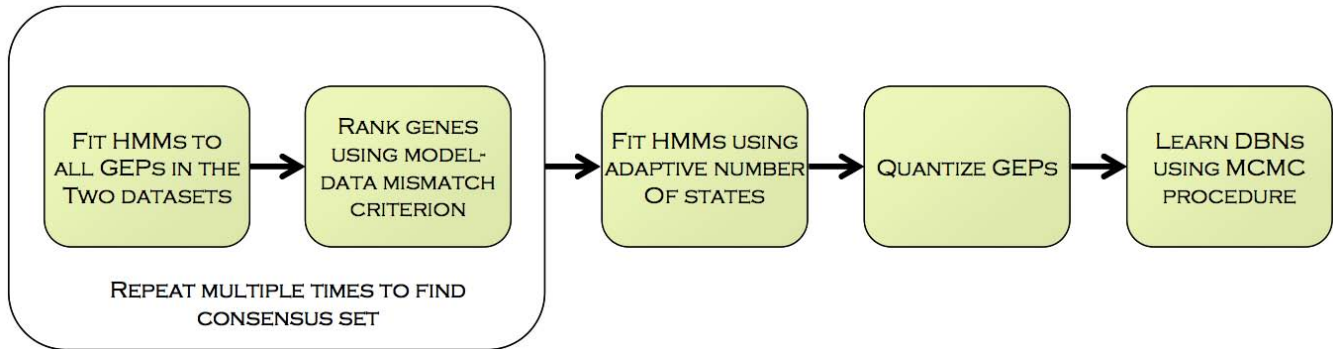 FIT HMMS TO
ALL GEPS IN THE
TWO DATASETS
RANK GENES
USING MODEL-
DATA MISMATCH
CRITERION
REPEAT MULTIPLE TIMES TO FIND
CONSENSUS SET
FIT HMMS USING
ADAPTIVE NUMBER
OF STATES
QUANTIZE GEPS
LEARN DBNS
USING MCMC
PROCEDURE